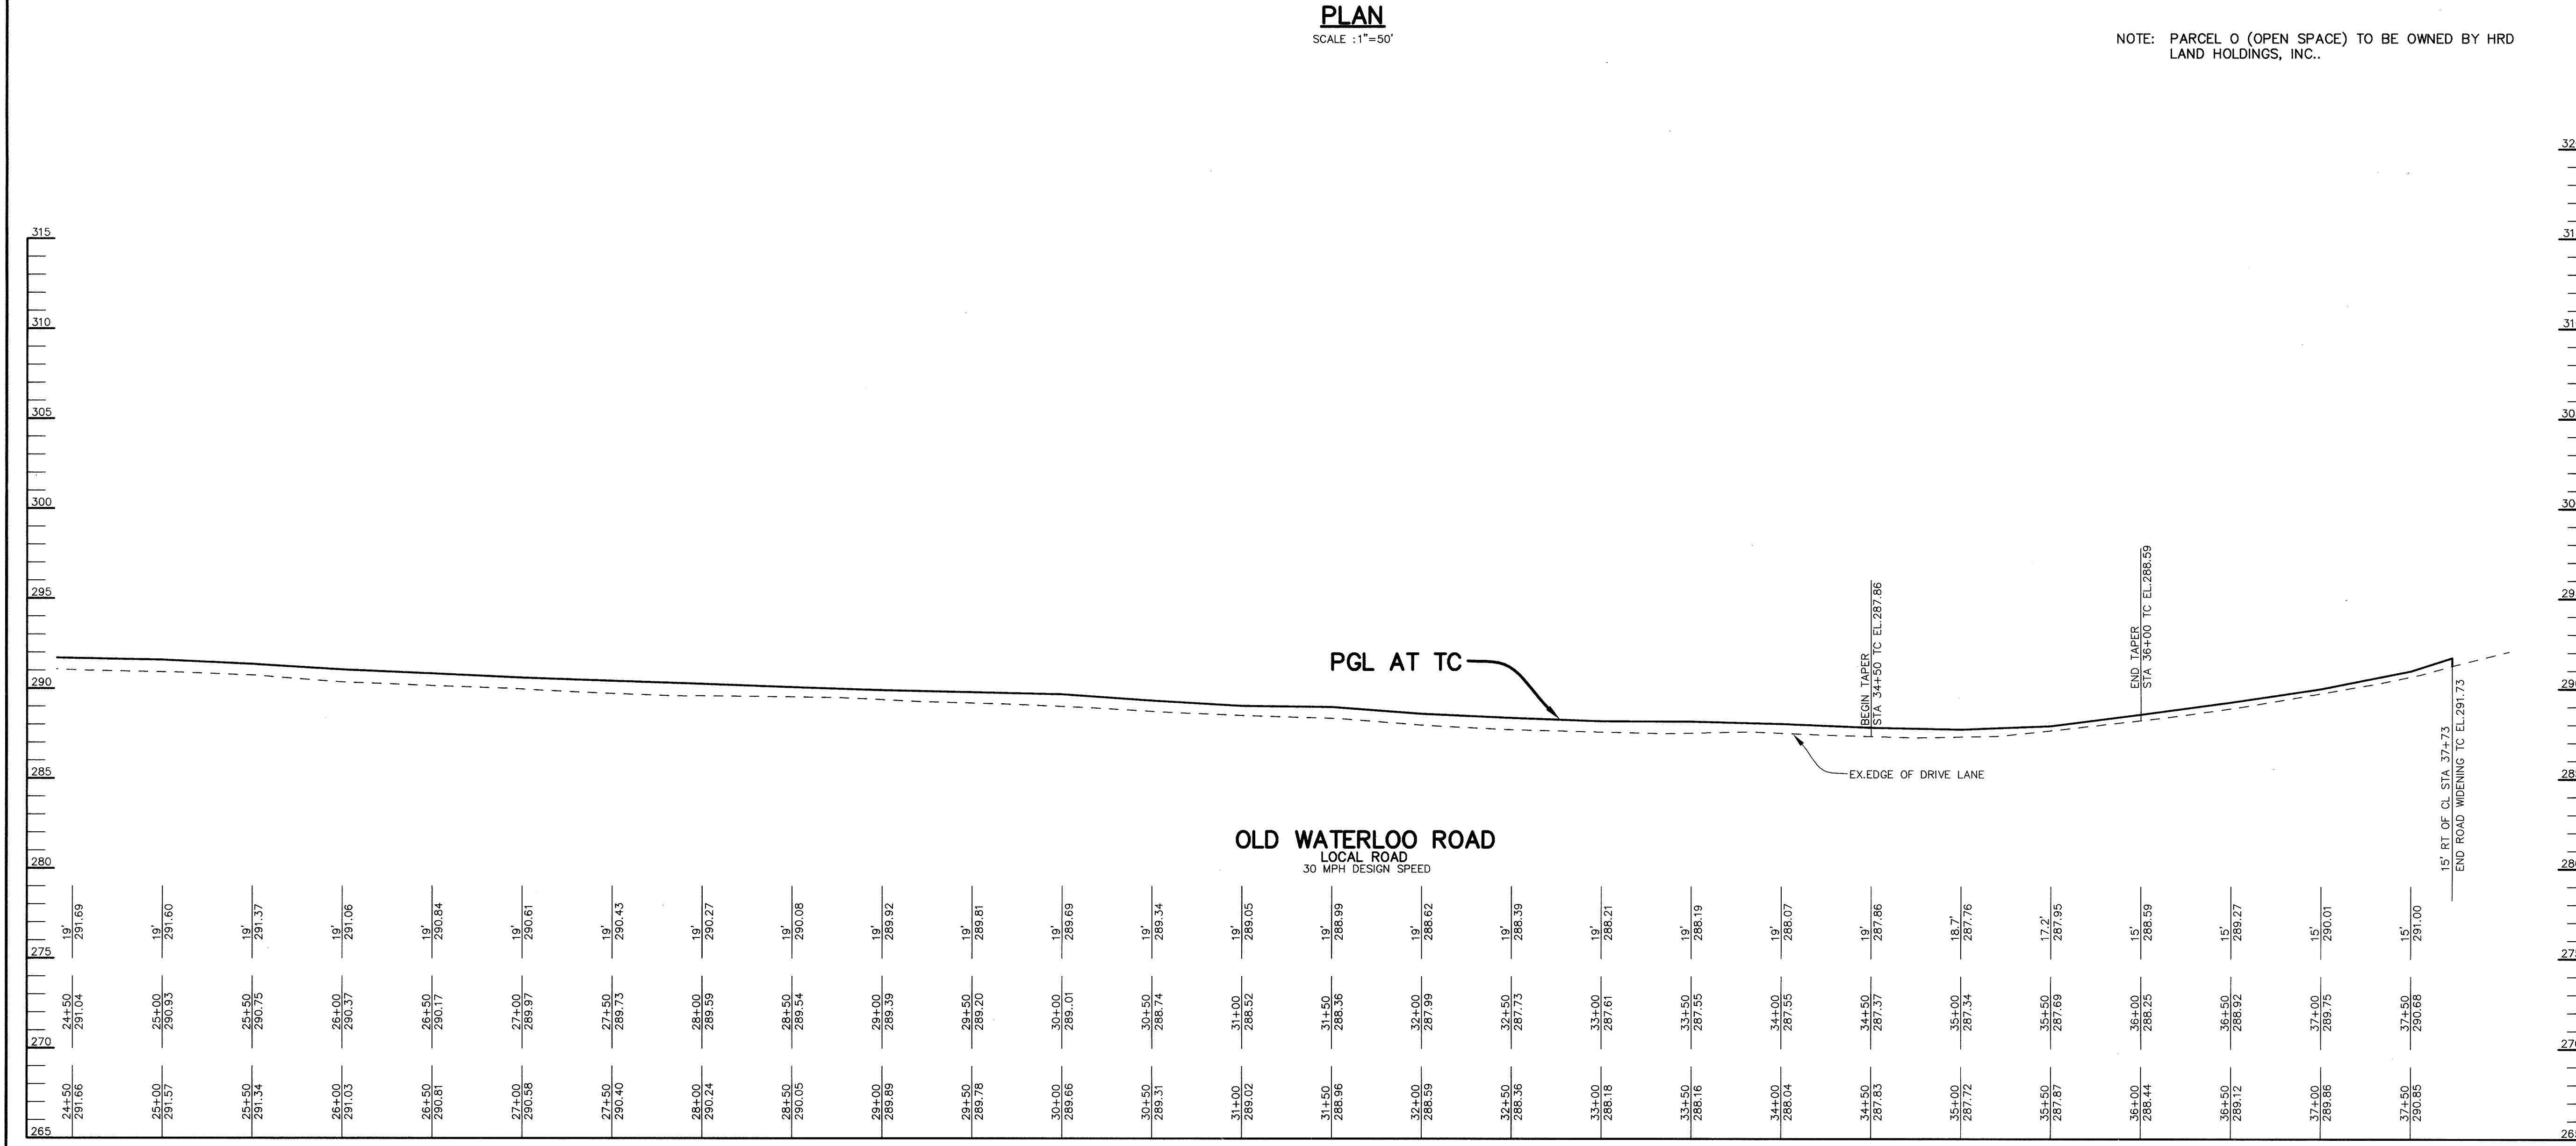 PLAN
SCALE :1"=50'
NOTE: PARCEL O (OPEN SPACE) TO BE OWNED BY HRD
LAND HOLDINGS, INC..
315
310
305
300
295
290
285
280
275
270
265
PGL AT TC
EX.EDGE OF DRIVE LANE
BEGIN TAPER
STA 34+50 TC EL.287.86
END TAPER
STA 36+00 TC EL.288.59
15' RT OF CL STA 37+73
END ROAD WIDENING TC EL.291.73
OLD WATERLOO ROAD
LOCAL ROAD
30 MPH DESIGN SPEED
19' 19' 19' 19' 19' 19' 19' 19' 19' 19' 19' 19' 19' 19' 19' 19' 19' 19' 19' 19' 19' 18.7' 17.2' 15' 15' 15' 15'
291.69 291.60 291.37 291.06 290.84 290.61 290.43 290.27 290.08 289.92 289.81 289.69 289.34 289.05 288.99 288.62 288.39 288.21 288.19 288.07 287.86 287.76 287.95 288.59 289.27 290.01 291.00
24+50 25+00 25+50 26+00 26+50 27+00 27+50 28+00 28+50 29+00 29+50 30+00 30+50 31+00 31+50 32+00 32+50 33+00 33+50 34+00 34+50 35+00 35+50 36+00 36+50 37+00 37+50
291.04 290.93 290.75 290.37 290.17 289.97 289.73 289.59 289.54 289.39 289.20 289.01 288.74 288.52 288.36 287.99 287.73 287.61 287.55 287.55 287.37 287.34 287.69 288.25 288.92 289.75 290.68
24+50 25+00 25+50 26+00 26+50 27+00 27+50 28+00 28+50 29+00 29+50 30+00 30+50 31+00 31+50 32+00 32+50 33+00 33+50 34+00 34+50 35+00 35+50 36+00 36+50 37+00 37+50
291.66 291.57 291.34 291.03 290.81 290.58 290.40 290.24 290.05 289.89 289.78 289.66 289.31 289.02 288.96 288.59 288.36 288.18 288.16 288.04 287.83 287.72 287.87 288.44 289.12 289.86 290.85